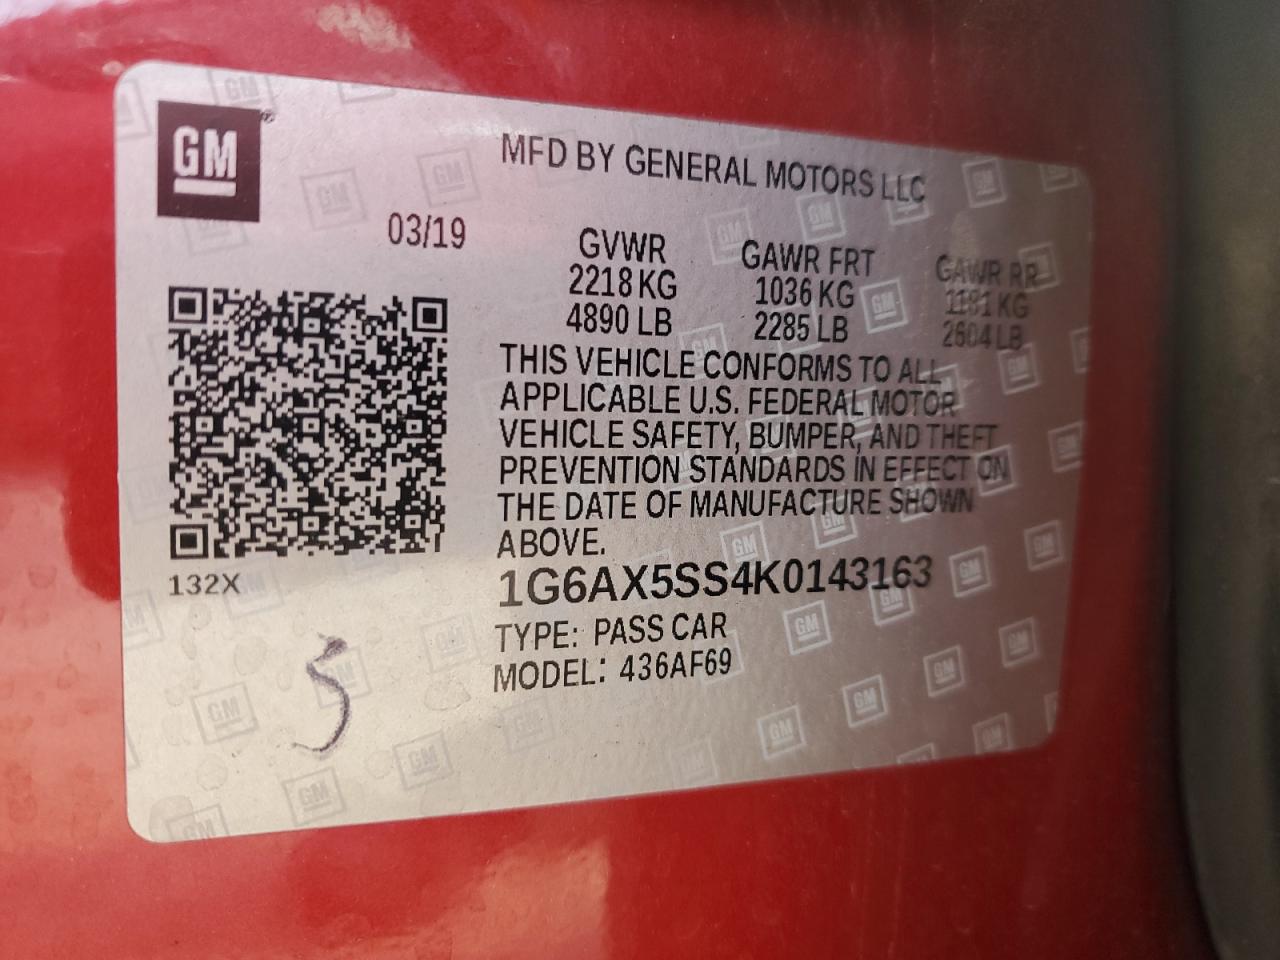 GM
MFD BY GENERAL MOTORS LLC
03/19
GVWR GAWR FRT GAWR RR
2218 KG 1036 KG 1181 KG
4890 LB 2285 LB 2604 LB
THIS VEHICLE CONFORMS TO ALL
APPLICABLE U.S. FEDERAL MOTOR
VEHICLE SAFETY, BUMPER, AND THEFT
PREVENTION STANDARDS IN EFFECT ON
THE DATE OF MANUFACTURE SHOWN
ABOVE.
132X
1G6AX5SS4K0143163
TYPE: PASS CAR
MODEL: 436AF69
5